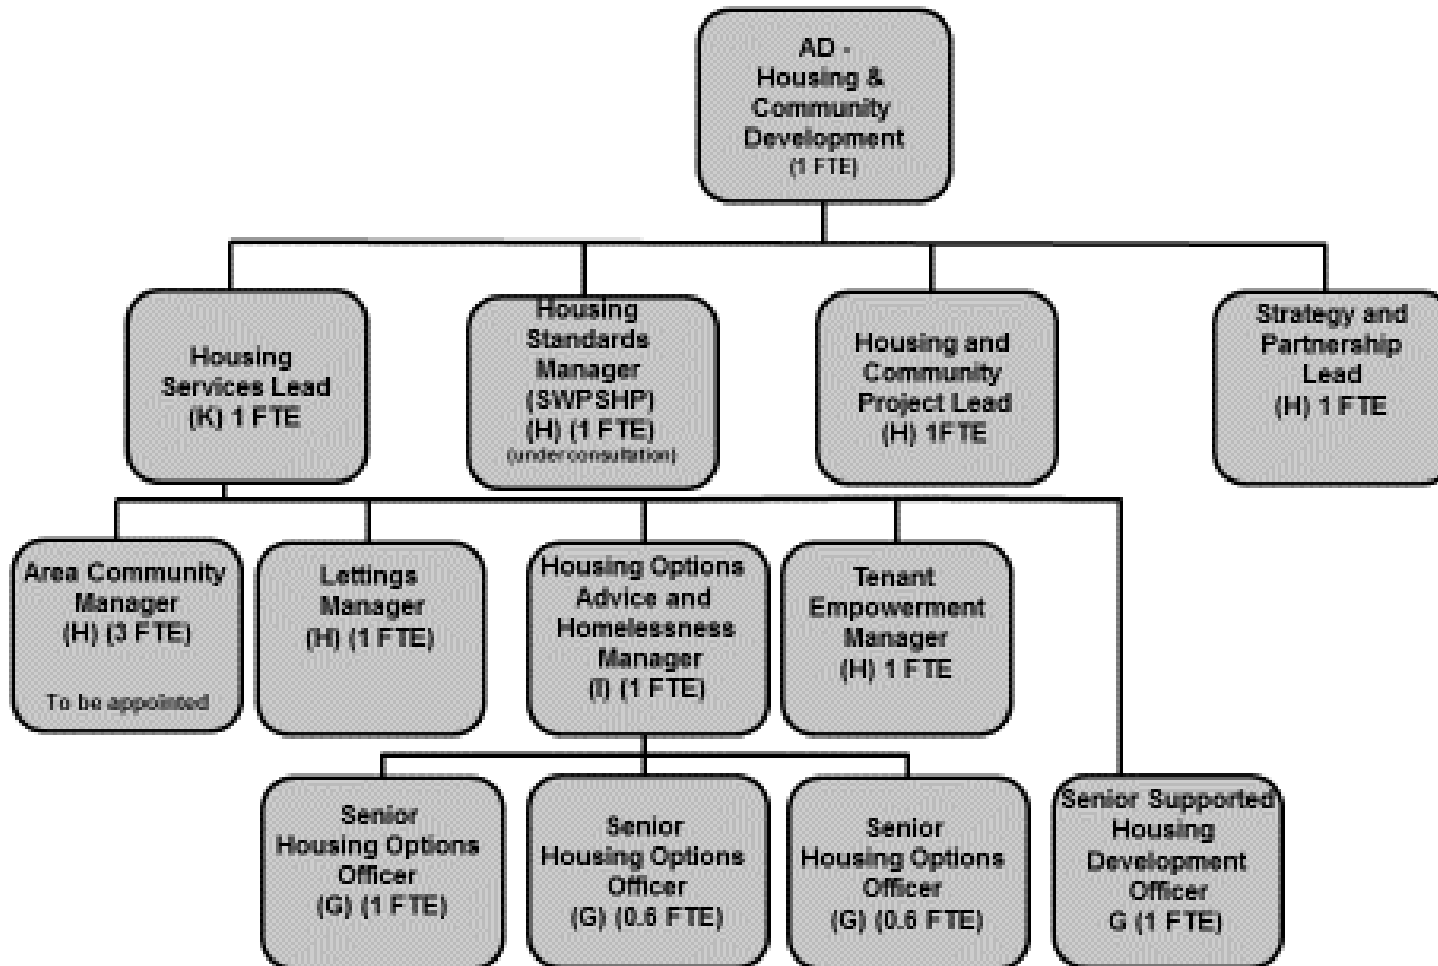 AD -
Housing &
Community
Development
(1 FTE)
Housing
Services Lead
(K) 1 FTE
Housing
Standards
Manager
(SWPSHP)
(H) (1 FTE)
(under consultation)
Housing and
Community
Project Lead
(H) 1FTE
Strategy and
Partnership
Lead
(H) 1 FTE
Area Community
Manager
(H) (3 FTE)
To be appointed
Lettings
Manager
(H) (1 FTE)
Housing Options
Advice and
Homelessness
Manager
(I) (1 FTE)
Tenant
Empowerment
Manager
(H) 1 FTE
Senior
Housing Options
Officer
(G) (1 FTE)
Senior
Housing Options
Officer
(G) (0.6 FTE)
Senior
Housing Options
Officer
(G) (0.6 FTE)
Senior Supported
Housing
Development
Officer
G (1 FTE)